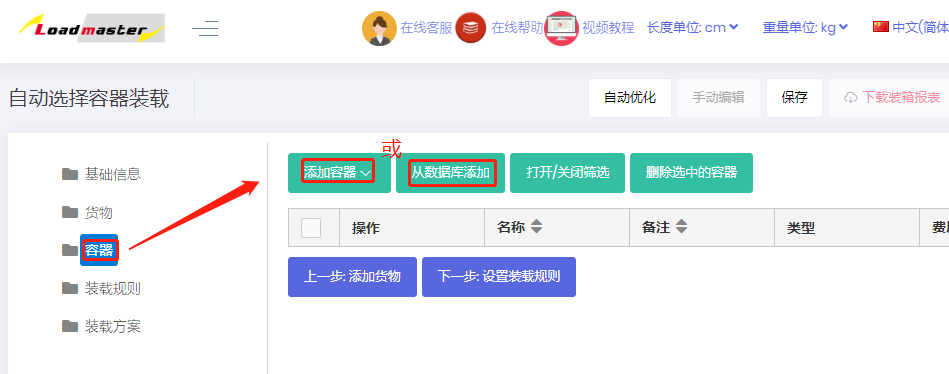 Loadmaster
在线客服 在线帮助 视频教程 长度单位: cm 重量单位: kg 中文(简体
自动选择容器装载 自动优化 手动编辑 保存 下载装箱报表
或
添加容器 从数据库添加 打开/关闭筛选 删除选中的容器
基础信息
货物
容器
装载规则
装载方案
操作 名称 备注 类型 费
上一步: 添加货物 下一步: 设置装载规则